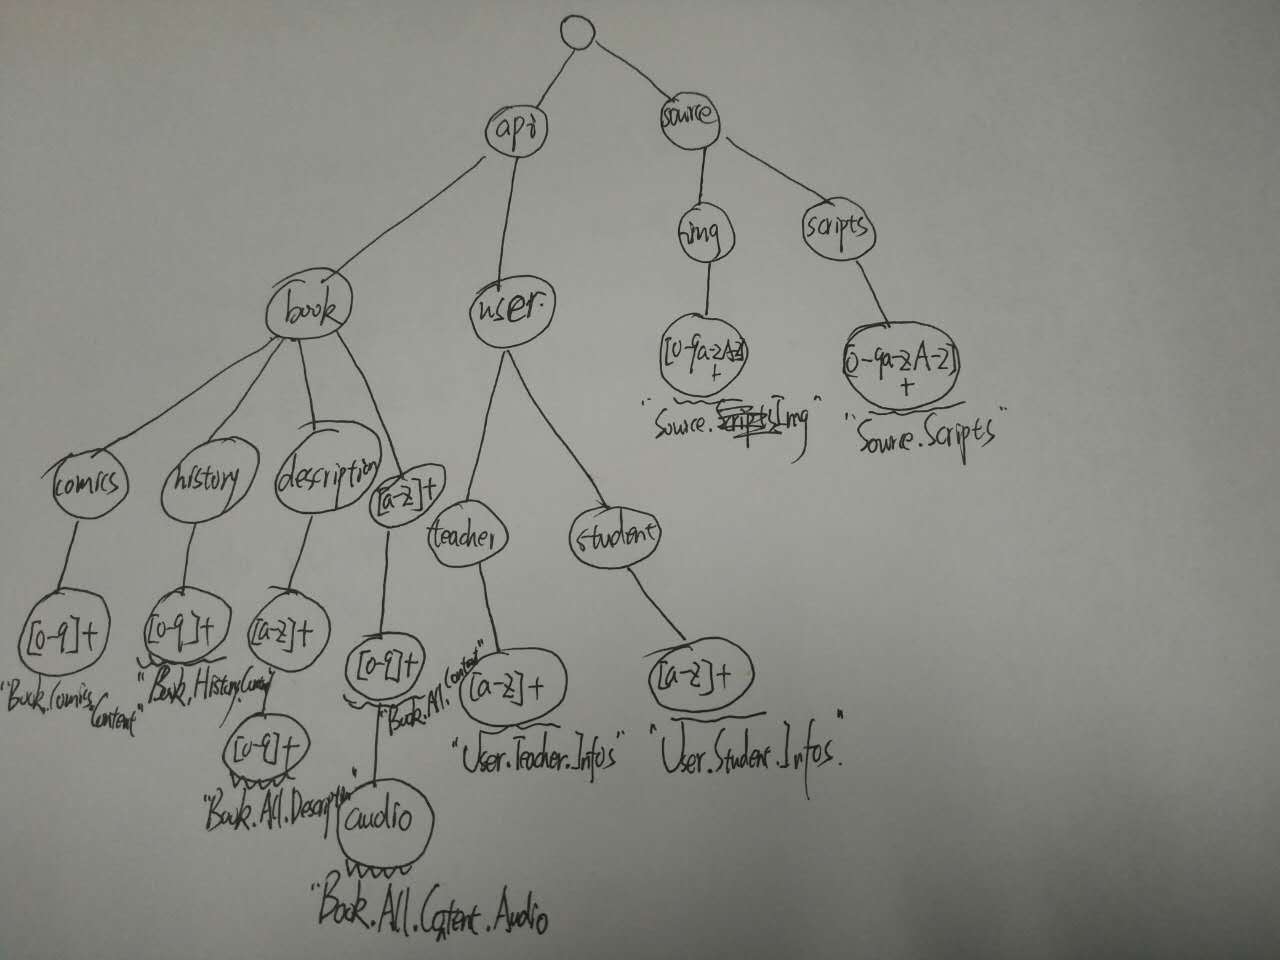 api
source
img
scripts
book
user.
[0-9a-zA-Z]
+
[0-9a-zA-Z]
+
"Source.Img"
"Source.Scripts"
comics
history
description
[a-z]+
teacher
student
[0-9]+
[0-9]+
[a-z]+
[0-9]+
[a-z]+
[a-z]+
"Book.Comics.
Content"
"Book.History.
"Book.All.Content"
[0-9]+
"User.Teacher.Infos"
"User.Student.Infos."
"Book.All.Description"
audio
"Book.All.Content.Audio